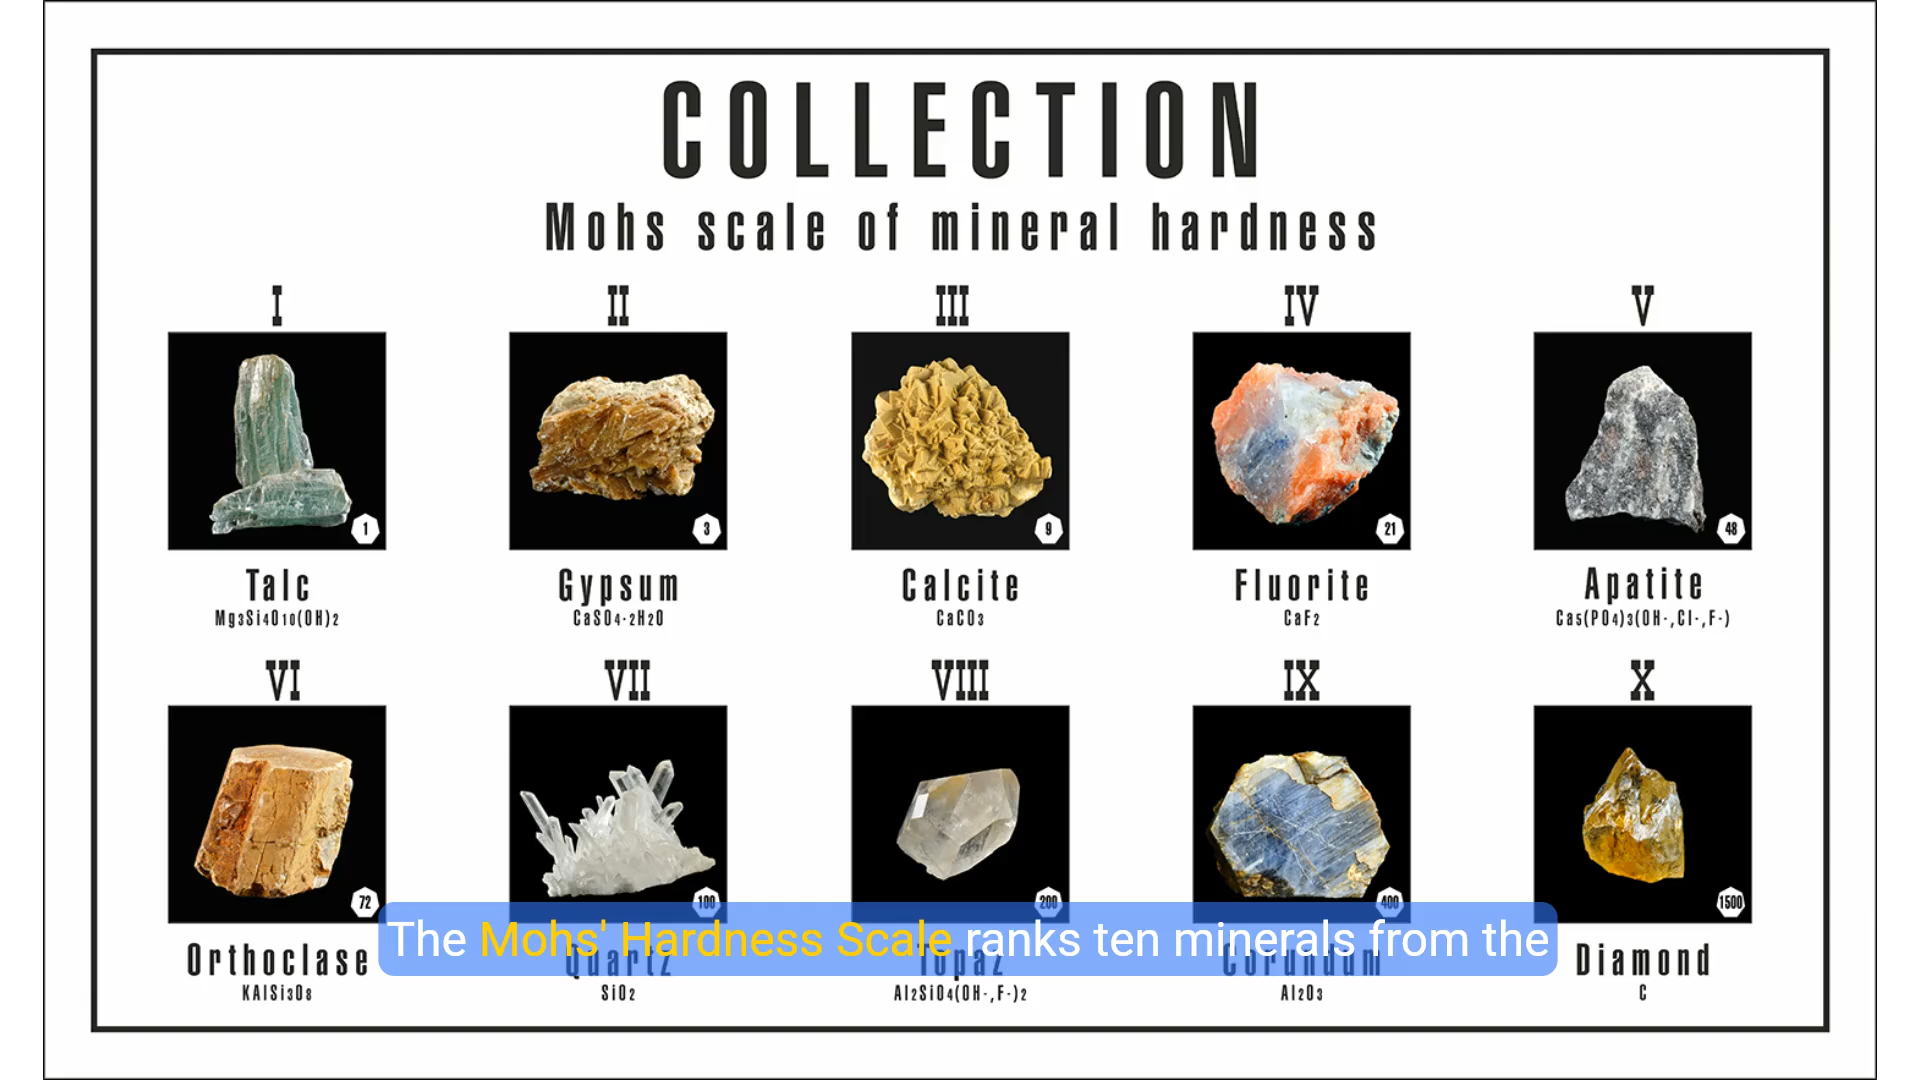 COLLECTION
Mohs scale of mineral hardness
I II III IV V
1 3 9 21 48
Talc Gypsum Calcite Fluorite Apatite
Mg3Si4O10(OH)2 CaSO4·2H2O CaCO3 CaF2 Ca5(PO4)3(OH-,Cl-,F-)
VI VII VIII IX X
72 100 200 400 1500
The Mohs' Hardness Scale ranks ten minerals from the
Orthoclase Quartz Topaz Corundum Diamond
KAlSi3O8 SiO2 Al2SiO4(OH-,F-)2 Al2O3 C